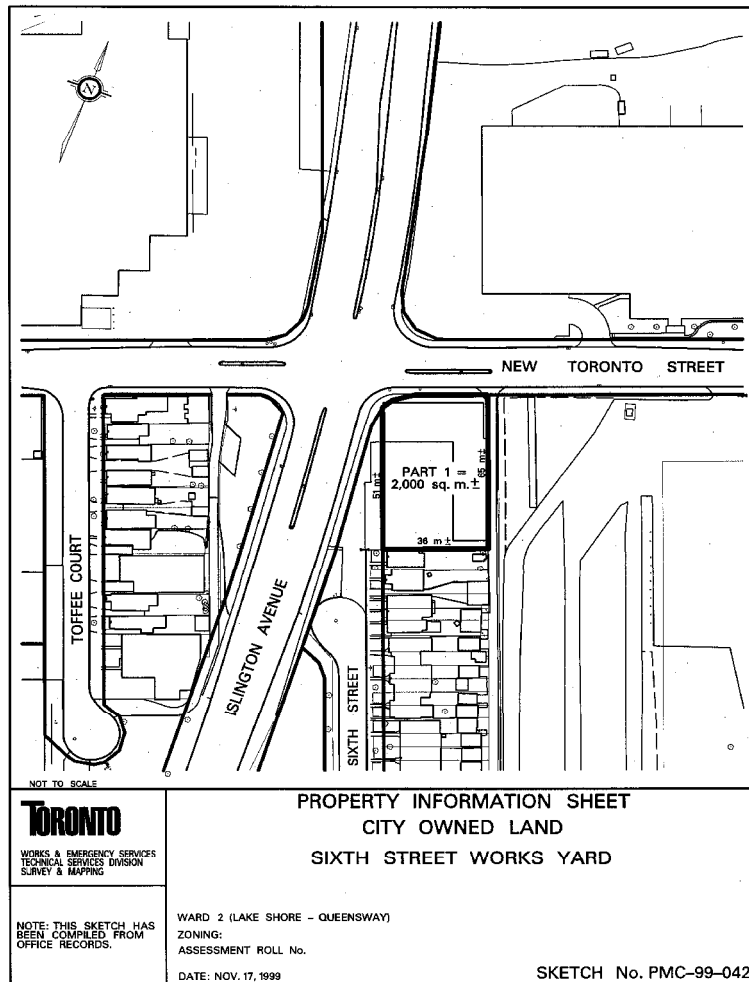 N
NEW TORONTO STREET
PART 1 =
2,000 sq. m.±
51 m±
65 m±
36 m±
TOFFEE COURT
ISLINGTON AVENUE
SIXTH STREET
NOT TO SCALE
TORONTO
WORKS & EMERGENCY SERVICES
TECHNICAL SERVICES DIVISION
SURVEY & MAPPING
PROPERTY INFORMATION SHEET
CITY OWNED LAND
SIXTH STREET WORKS YARD
NOTE: THIS SKETCH HAS
BEEN COMPILED FROM
OFFICE RECORDS.
WARD 2 (LAKE SHORE - QUEENSWAY)
ZONING:
ASSESSMENT ROLL No.
DATE: NOV. 17, 1999
SKETCH No. PMC-99-042